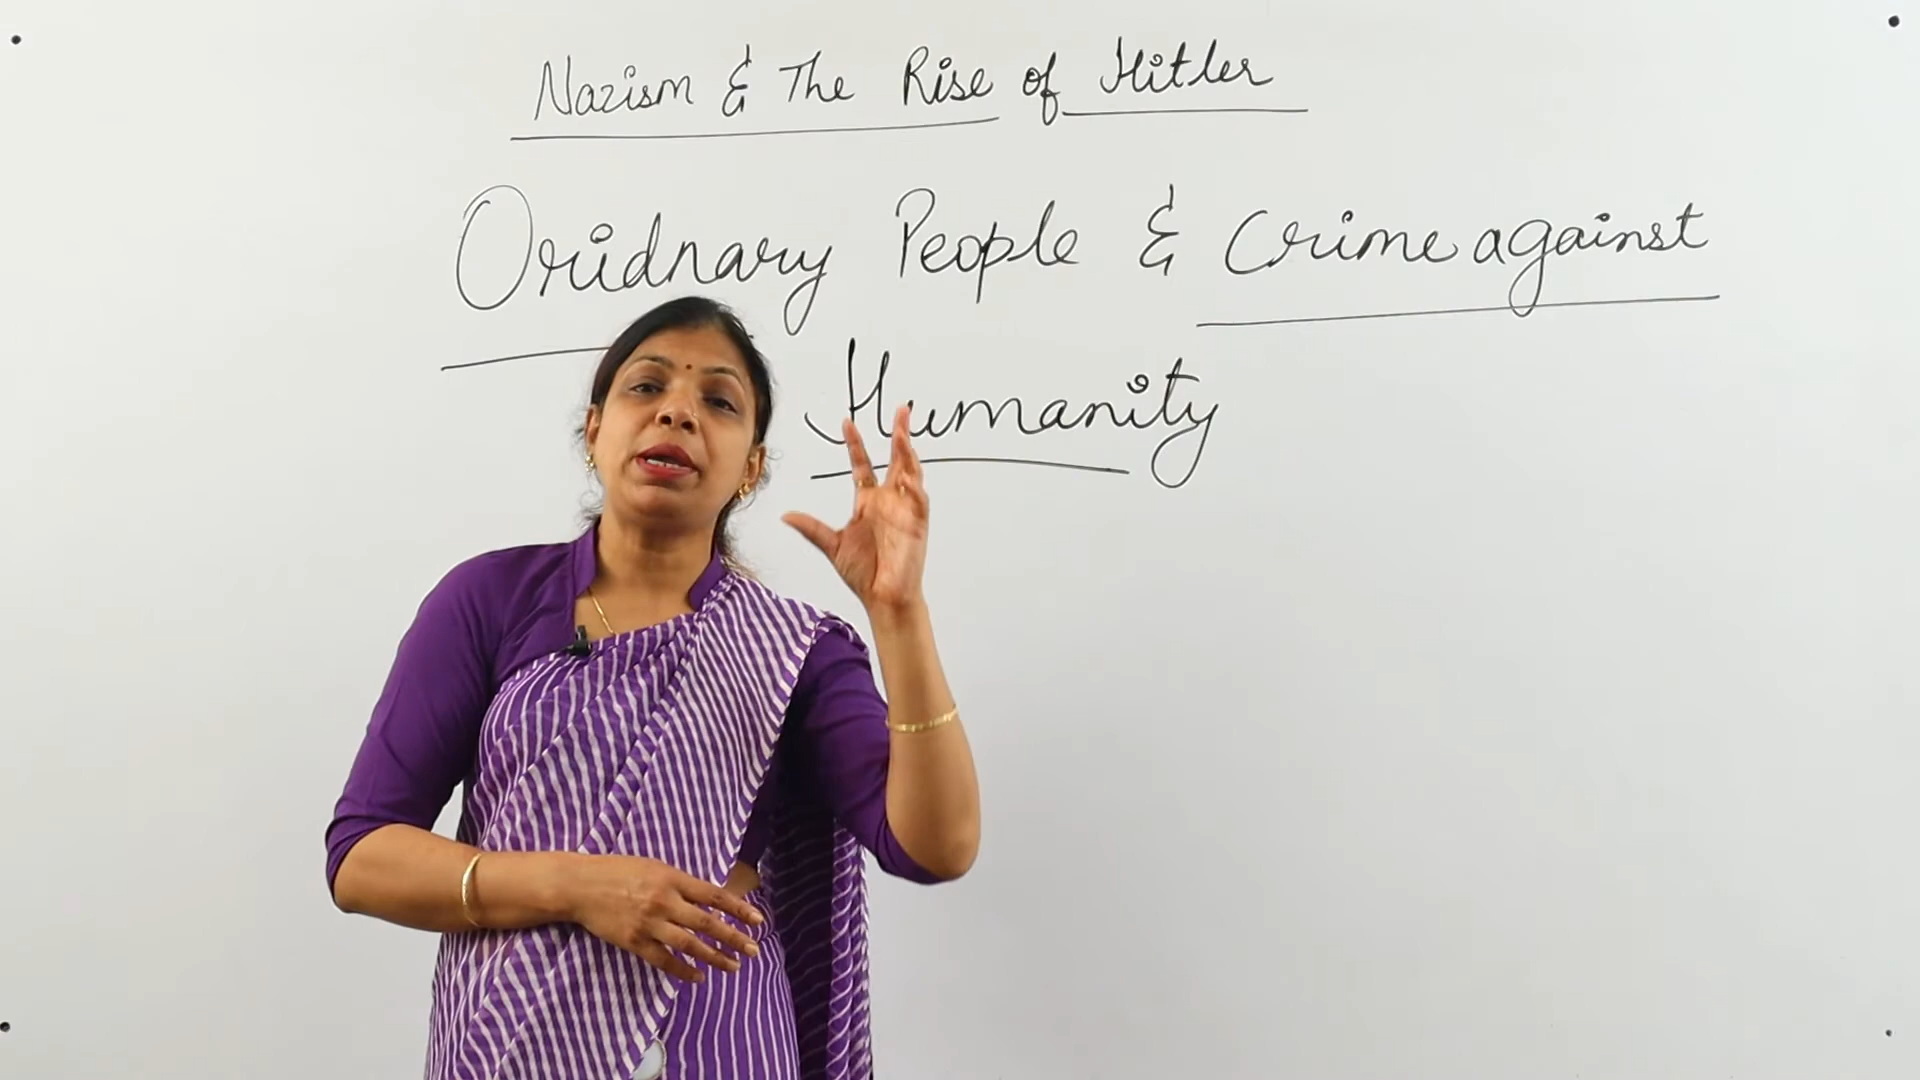 Nazism & The Rise of Hitler
Oridnary People & Crime against
Humanity